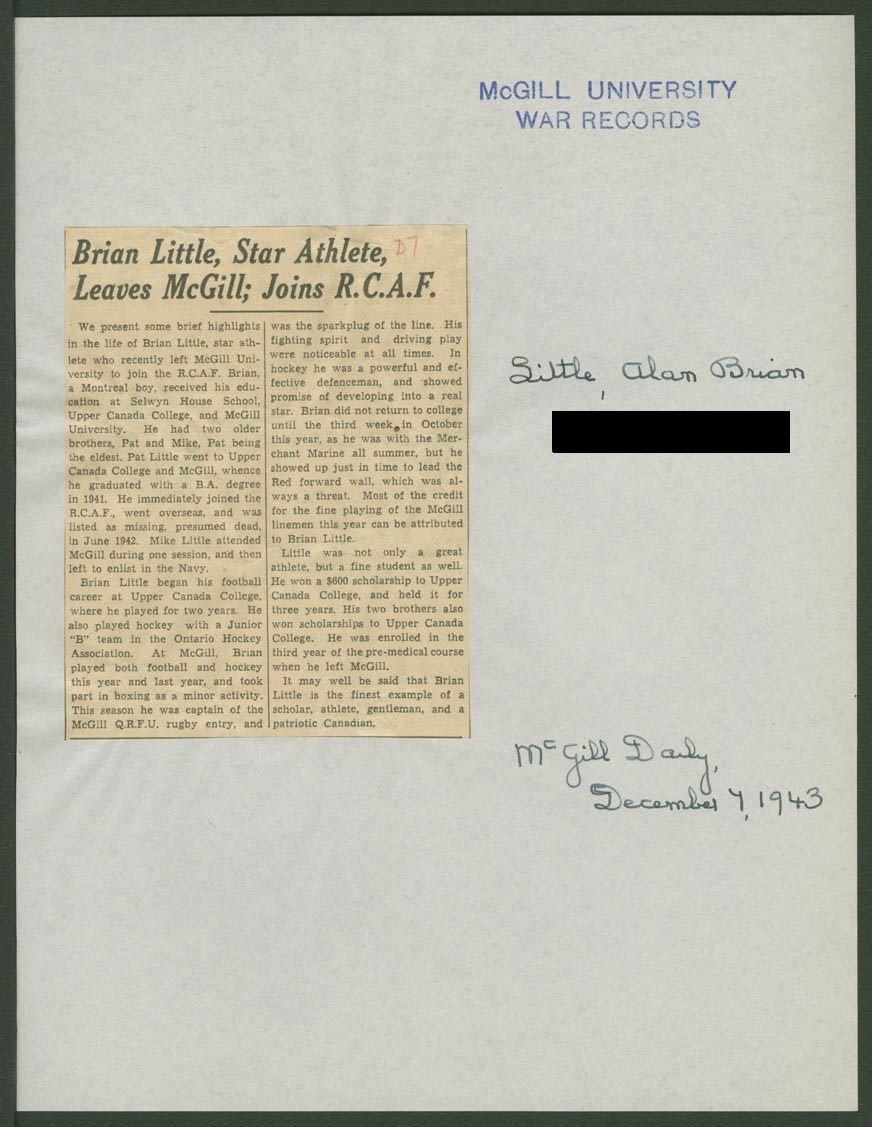 McGILL UNIVERSITY
WAR RECORDS
Brian Little, Star Athlete, D7
Leaves McGill; Joins R.C.A.F.
We present some brief highlights
in the life of Brian Little, star ath-
lete who recently left McGill Uni-
versity to join the R.C.A.F. Brian,
a Montreal boy, received his edu-
cation at Selwyn House School,
Upper Canada College, and McGill
University. He had two older
brothers, Pat and Mike, Pat being
the eldest. Pat Little went to Upper
Canada College and McGill, whence
he graduated with a B.A. degree
in 1941. He immediately joined the
R.C.A.F., went overseas, and was
listed as missing, presumed dead,
in June 1942. Mike Little attended
McGill during one session, and then
left to enlist in the Navy.
Brian Little began his football
career at Upper Canada College,
where he played for two years. He
also played hockey with a Junior
"B" team in the Ontario Hockey
Association. At McGill, Brian
played both football and hockey
this year and last year, and took
part in boxing as a minor activity.
This season he was captain of the
McGill Q.R.F.U. rugby entry, and
was the sparkplug of the line. His
fighting spirit and driving play
were noticeable at all times. In
hockey he was a powerful and ef-
fective defenceman, and showed
promise of developing into a real
star. Brian did not return to college
until the third week in October
this year, as he was with the Mer-
chant Marine all summer, but he
showed up just in time to lead the
Red forward wall, which was al-
ways a threat. Most of the credit
for the fine playing of the McGill
linemen this year can be attributed
to Brian Little.
Little was not only a great
athlete, but a fine student as well.
He won a $600 scholarship to Upper
Canada College, and held it for
three years. His two brothers also
won scholarships to Upper Canada
College. He was enrolled in the
third year of the pre-medical course
when he left McGill.
It may well be said that Brian
Little is the finest example of a
scholar, athlete, gentleman, and a
patriotic Canadian.
Little, Alan Brian
McGill Daily,
December 7, 1943